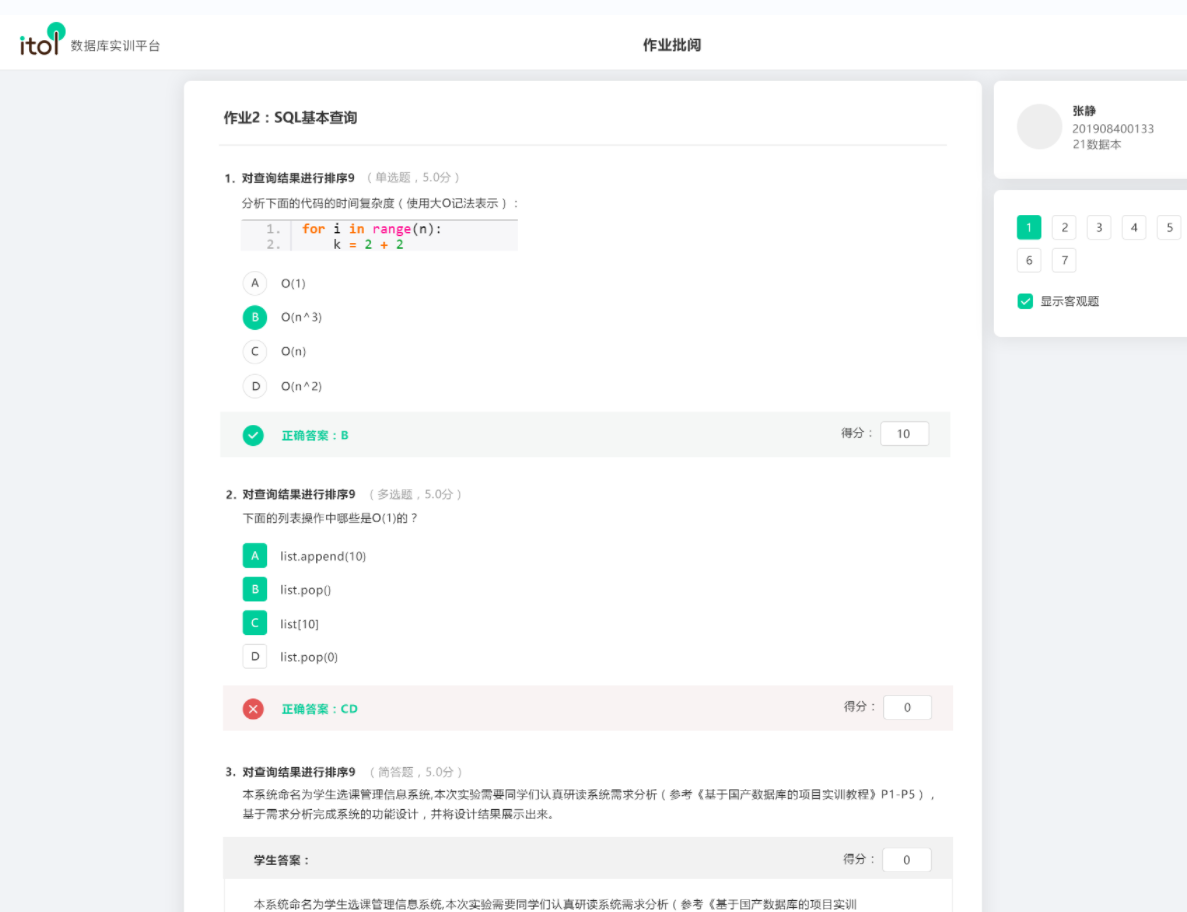 itol 数据库实训平台
作业批阅
作业2：SQL基本查询
1. 对查询结果进行排序9 （单选题，5.0分）
分析下面的代码的时间复杂度（使用大O记法表示）：
1. for i in range(n):
2. k = 2 + 2
A O(1)
B O(n^3)
C O(n)
D O(n^2)
正确答案：B 得分： 10
2. 对查询结果进行排序9 （多选题，5.0分）
下面的列表操作中哪些是O(1)的？
A list.append(10)
B list.pop()
C list[10]
D list.pop(0)
正确答案：CD 得分： 0
3. 对查询结果进行排序9 （简答题，5.0分）
本系统命名为学生选课管理信息系统,本次实验需要同学们认真研读系统需求分析（参考《基于国产数据库的项目实训教程》P1-P5），
基于需求分析完成系统的功能设计，并将设计结果展示出来。
学生答案： 得分： 0
本系统命名为学生选课管理信息系统,本次实验需要同学们认真研读系统需求分析（参考《基于国产数据库的项目实训
张静
201908400133
21数据本
1 2 3 4 5
6 7
显示客观题